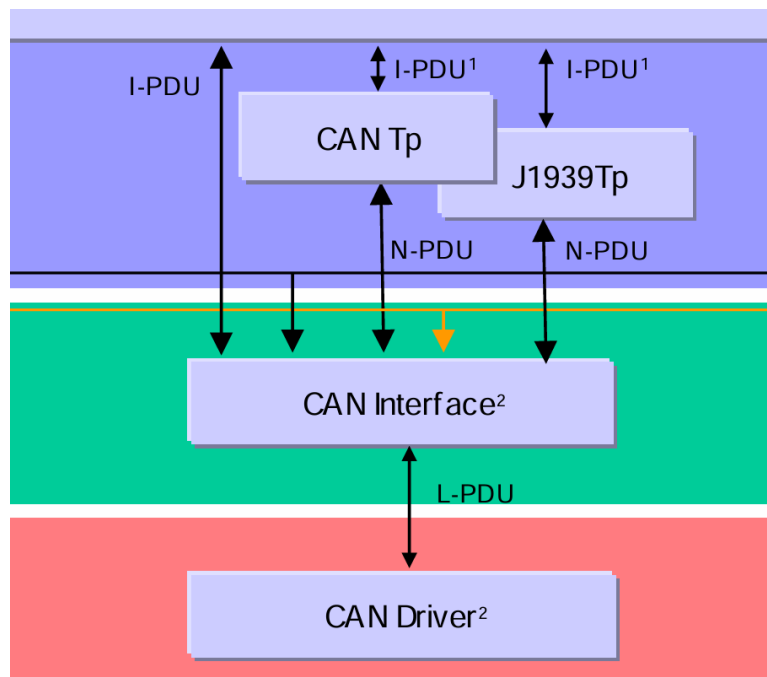 I-PDU
I-PDU¹
I-PDU¹
CAN Tp
J1939Tp
N-PDU
N-PDU
CAN Interface²
L-PDU
CAN Driver²